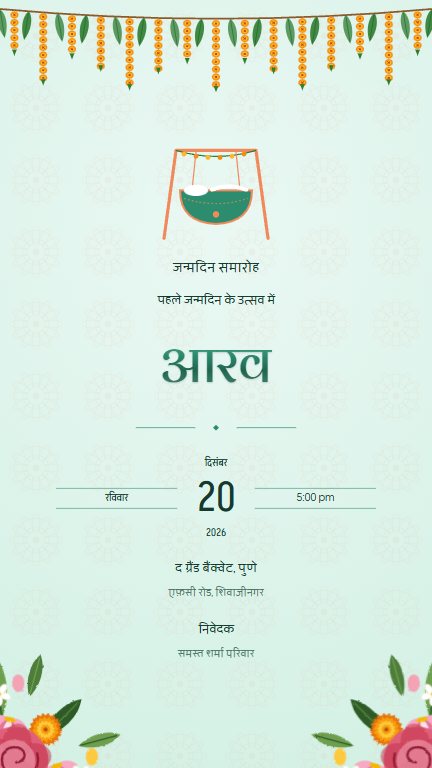 जन्मदिन समारोह
पहले जन्मदिन के उत्सव में
आरव
दिसंबर
रविवार 20 5:00 pm
2026
द ग्रैंड बैंक्वेट, पुणे
एफ़सी रोड, शिवाजीनगर
निवेदक
समस्त शर्मा परिवार